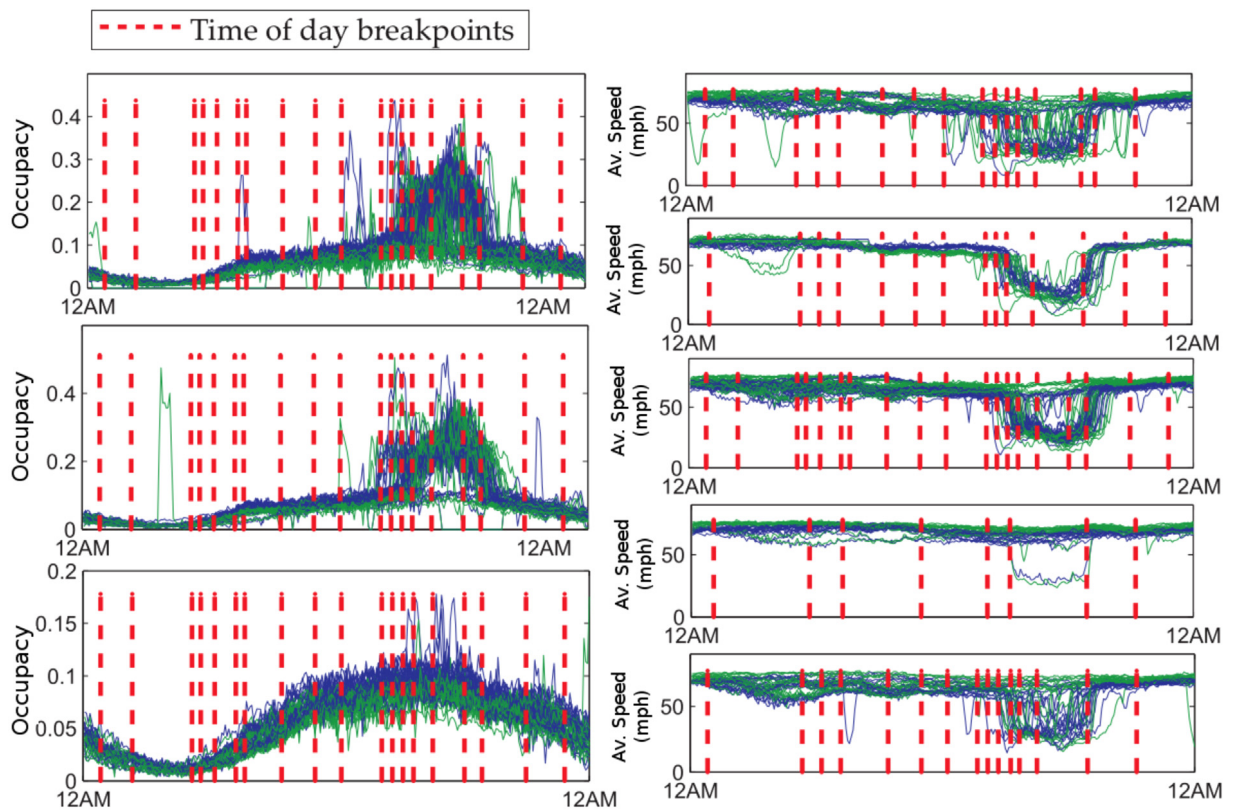 Time of day breakpoints
Occupacy
0.4
0.3
0.2
0.1
0
12AM
12AM
Occupacy
0.4
0.2
0
12AM
12AM
Occupacy
0.2
0.15
0.1
0.05
0
12AM
12AM
Av. Speed
(mph)
50
0
12AM
12AM
Av. Speed
(mph)
50
0
12AM
12AM
Av. Speed
(mph)
50
0
12AM
12AM
Av. Speed
(mph)
50
0
12AM
12AM
Av. Speed
(mph)
50
0
12AM
12AM